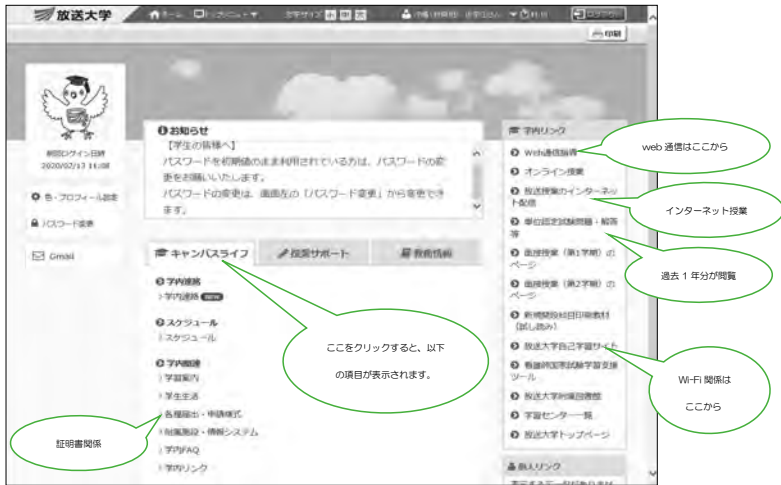 放送大学
ホーム
文字サイズ 小 中 大
印刷
前回ログイン日時
2020/02/13 11:08
色・プロフィール設定
パスワード変更
Gmail
お知らせ
【学生の皆様へ】
パスワードを初期値のまま利用されている方は、パスワードの変
更をお願いいたします。
パスワードの変更は、画面左の「パスワード変更」から変更でき
ます。
キャンパスライフ
授業サポート
教務情報
学内連絡
学内連絡 NEW
スケジュール
スケジュール
学内関連
学習案内
学生生活
各種届出・申請様式
附属施設・情報システム
学内FAQ
学内リンク
ここをクリックすると、以下
の項目が表示されます。
証明書関係
学内リンク
Web通信指導
オンライン授業
放送授業のインターネッ
ト配信
単位認定試験問題・解答
等
面接授業（第1学期）の
ページ
面接授業（第2学期）の
ページ
新規開設科目印刷教材
（試し読み）
放送大学自己学習サイト
看護師国家試験学習支援
ツール
放送大学附属図書館
学習センター一覧
放送大学トップページ
個人リンク
web 通信はここから
インターネット授業
過去 1 年分が閲覧
Wi-Fi 関係は
ここから